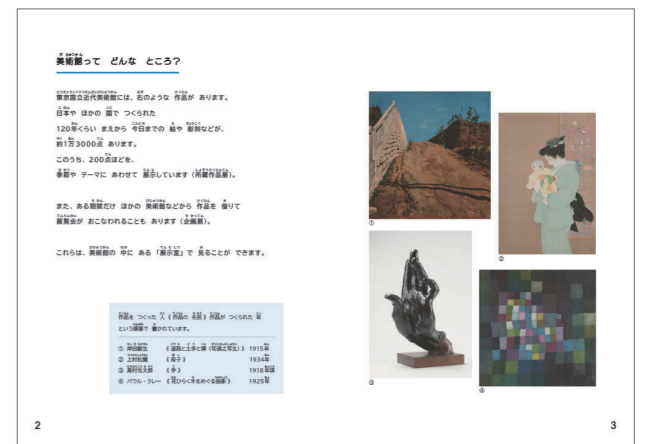 美術館って どんな ところ?
東京国立近代美術館には、右のような 作品が あります。
日本や ほかの 国で つくられた
120年くらい まえから 今日までの 絵や 彫刻などが、
約1万3000点 あります。
このうち、200点ほどを、
季節や テーマに あわせて 展示しています(所蔵作品展)。
また、ある期間だけ ほかの 美術館などから 作品を 借りて
展覧会が おこなわれることも あります(企画展)。
これらは、美術館の 中に ある「展示室」で 見ることが できます。
作品を つくった 人《作品の 名前》作品が つくられた 年
という順番で 書かれています。
① 岸田劉生 《道路と土手と塀(切通之写生)》 1915年
② 上村松園 《母子》 1934年
③ 高村光太郎 《手》 1918年頃
④ パウル・クレー 《花ひらく木をめぐる抽象》 1925年
①
②
③
④
2
3